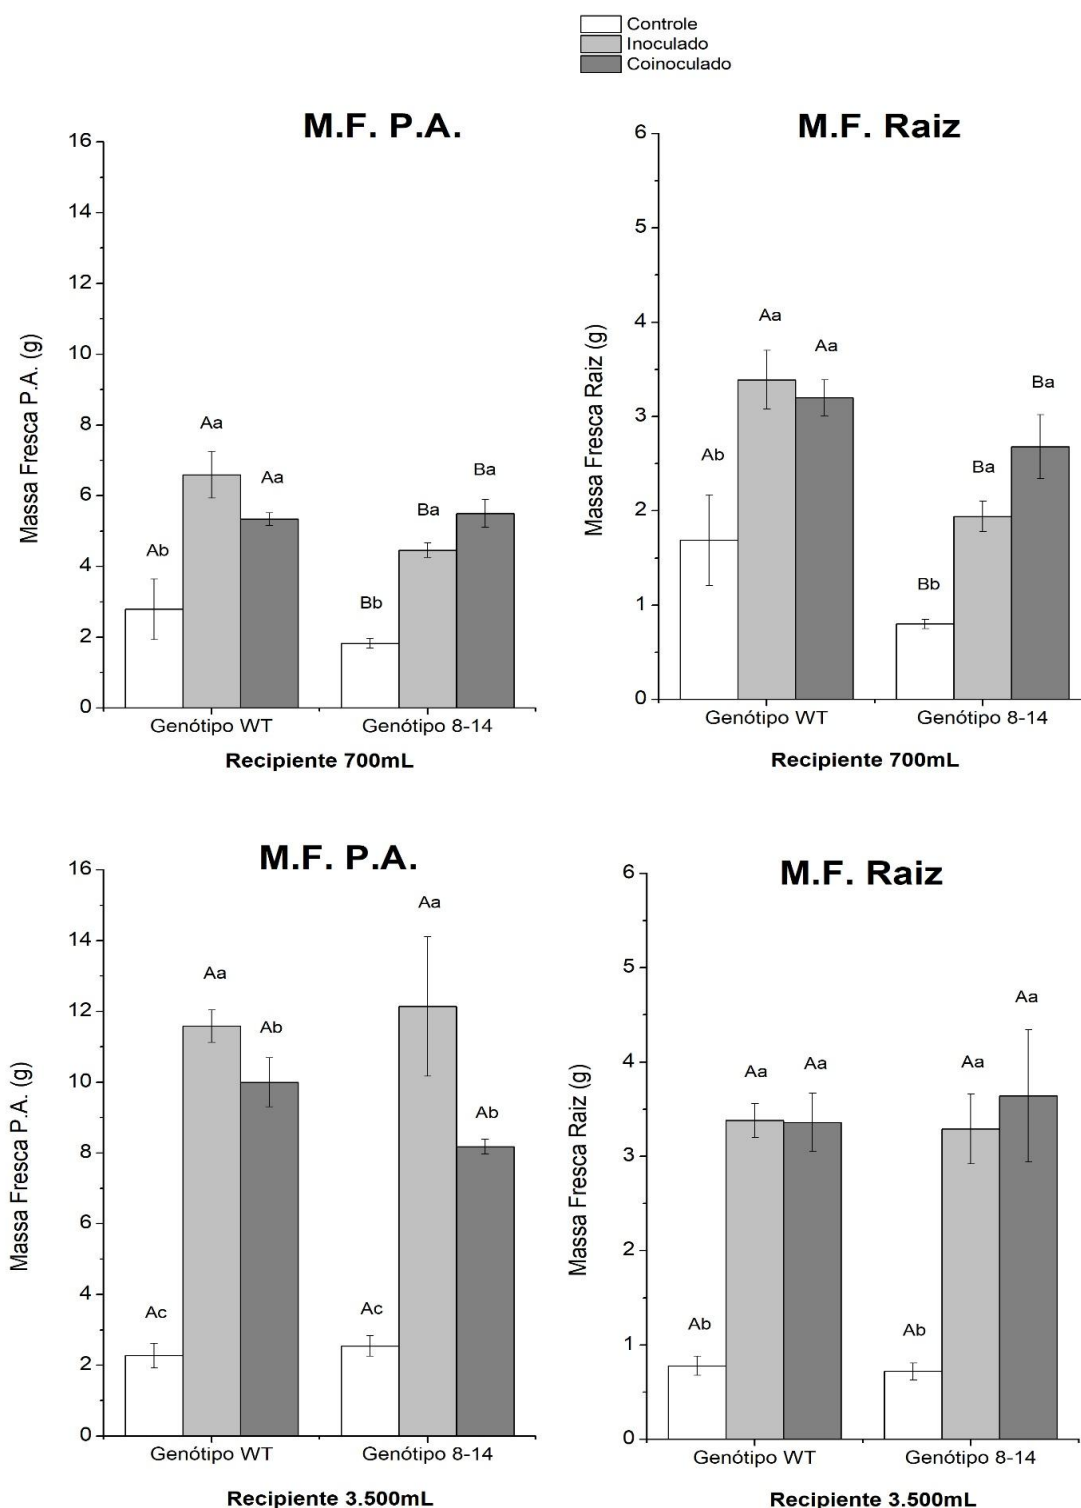 Controle
Inoculado
Coinoculado
M.F. P.A.
16
14
12
10
8
6
4
2
0
Massa Fresca P.A. (g)
Ab
Aa
Aa
Bb
Ba
Ba
Genótipo WT
Genótipo 8-14
Recipiente 700mL
M.F. Raiz
6
5
4
3
2
1
0
Massa Fresca Raiz (g)
Ab
Aa
Aa
Bb
Ba
Ba
Genótipo WT
Genótipo 8-14
Recipiente 700mL
M.F. P.A.
16
14
12
10
8
6
4
2
0
Massa Fresca P.A. (g)
Ac
Aa
Ab
Ac
Aa
Ab
Genótipo WT
Genótipo 8-14
Recipiente 3.500mL
M.F. Raiz
6
5
4
3
2
1
0
Massa Fresca Raiz (g)
Ab
Aa
Aa
Ab
Aa
Aa
Genótipo WT
Genótipo 8-14
Recipiente 3.500mL